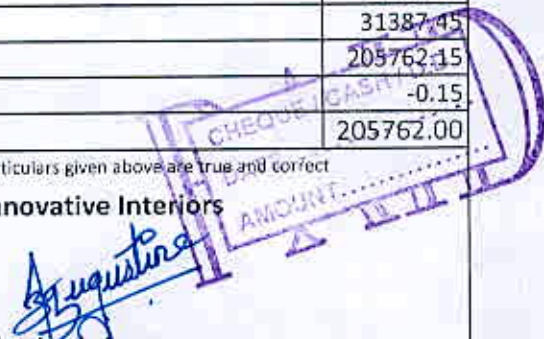 31387.45
205762.15
-0.15
205762.00
CHEQUE / CASH / D.D.
ticulars given above are true and correct
DATE
nnovative Interiors
AMOUNT..............
Augustine